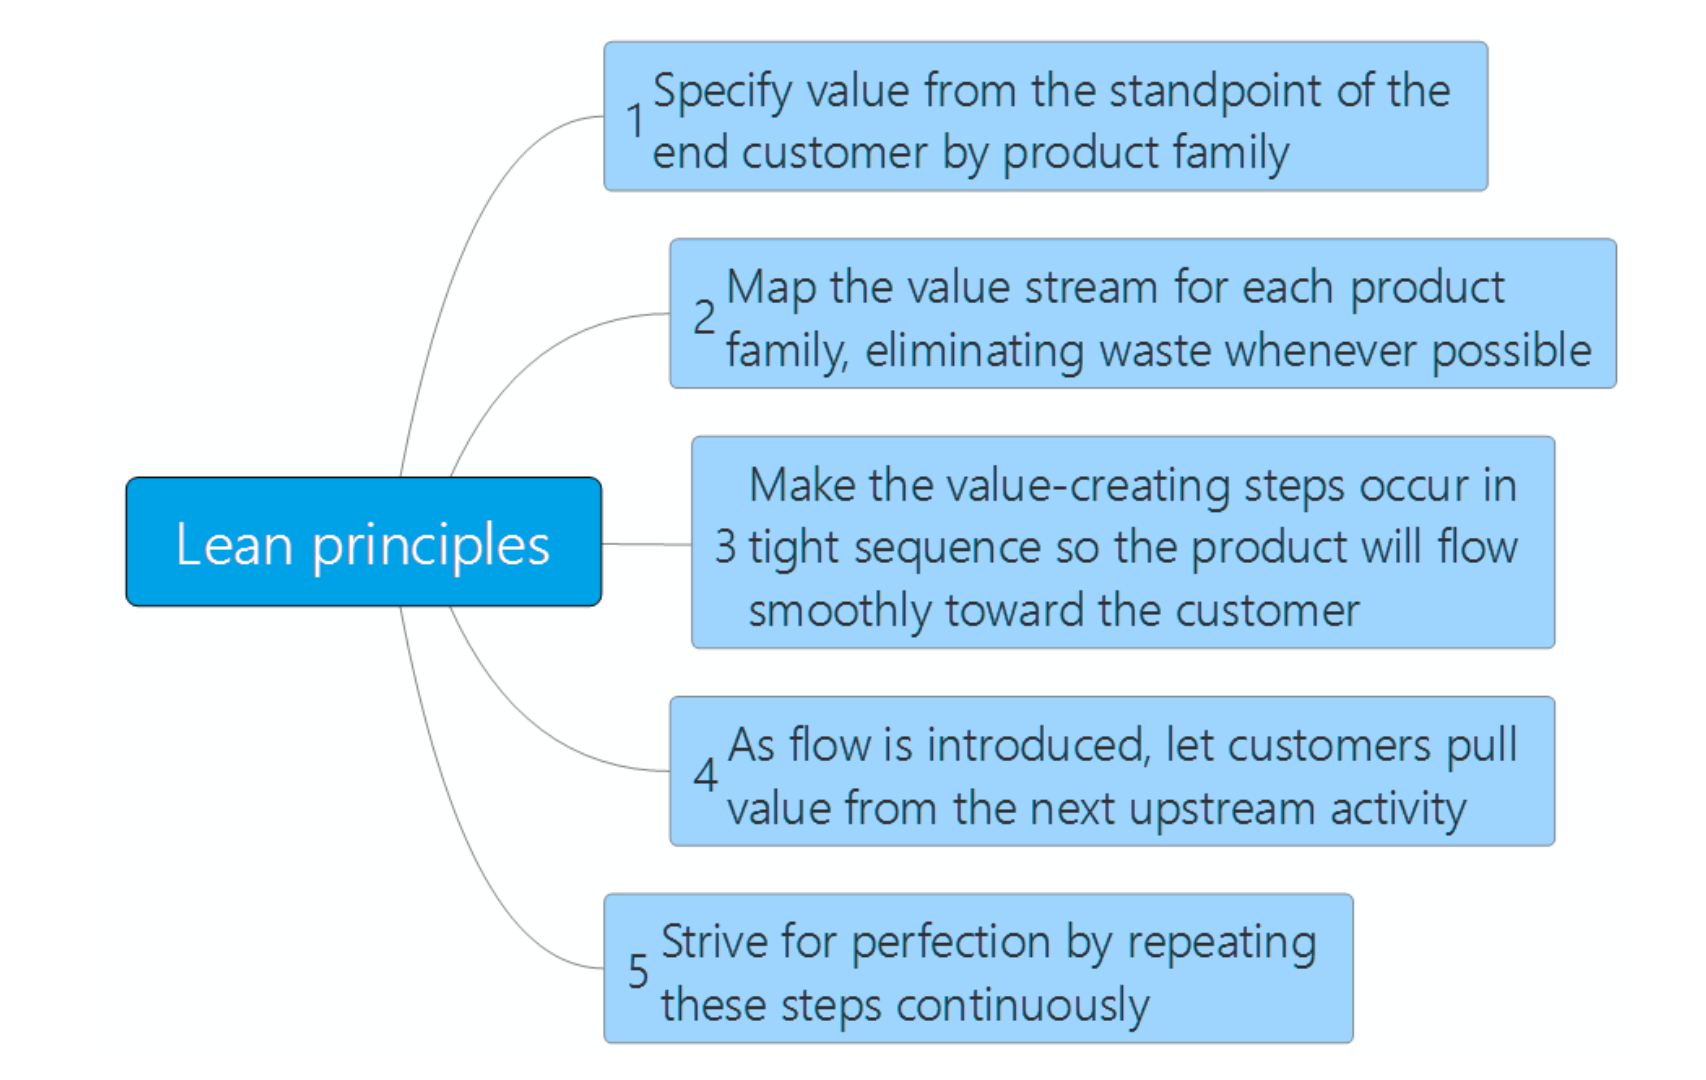 Lean principles
1 Specify value from the standpoint of the
end customer by product family
2 Map the value stream for each product
family, eliminating waste whenever possible
Make the value-creating steps occur in
3 tight sequence so the product will flow
smoothly toward the customer
4 As flow is introduced, let customers pull
value from the next upstream activity
5 Strive for perfection by repeating
these steps continuously